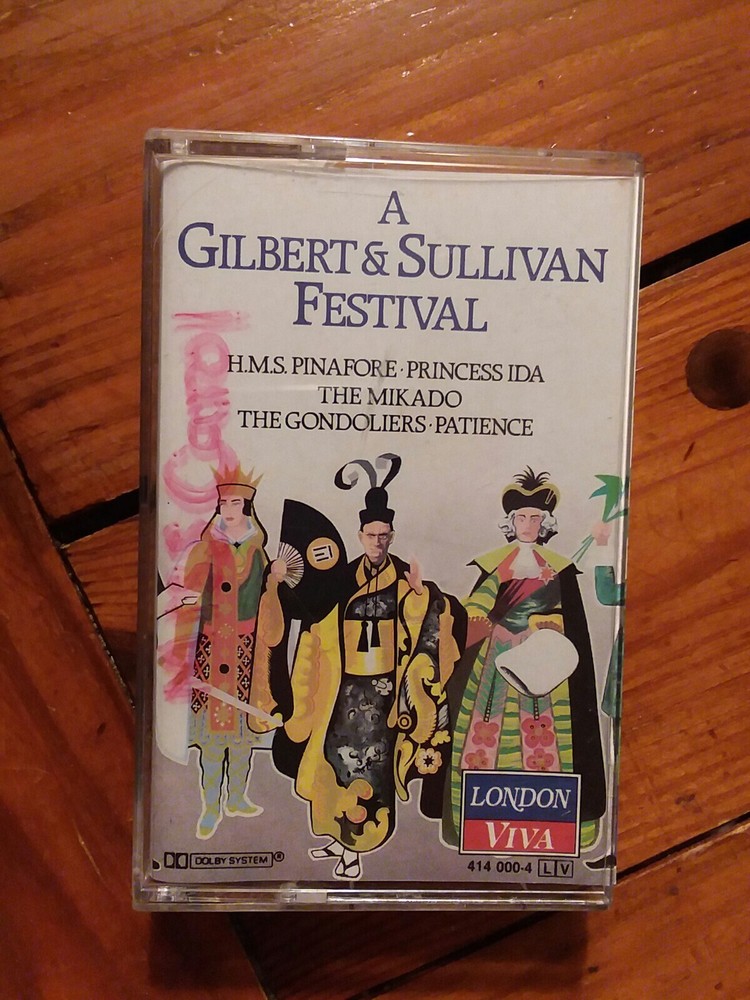 A
GILBERT & SULLIVAN
FESTIVAL
H.M.S. PINAFORE · PRINCESS IDA
THE MIKADO
THE GONDOLIERS · PATIENCE
LONDON
VIVA
DOLBY SYSTEM®
414 000-4 L V